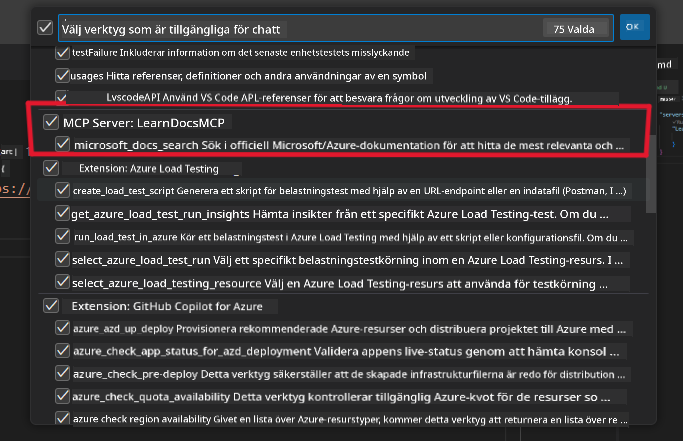 Välj verktyg som är tillgängliga för chatt
75 Valda
OK
testFailure Inkluderar information om det senaste enhetstestets misslyckande
usages Hitta referenser, definitioner och andra användningar av en symbol
LvscodeAPI Använd VS Code APL-referenser för att besvara frågor om utveckling av VS Code-tillägg.
MCP Server: LearnDocsMCP
microsoft_docs_search Sök i officiell Microsoft/Azure-dokumentation för att hitta de mest relevanta och ...
Extension: Azure Load Testing
create_load_test_script Generera ett skript för belastningstest med hjälp av en URL-endpoint eller en indatafil (Postman, I ...)
get_azure_load_test_run_insights Hämta insikter från ett specifikt Azure Load Testing-test. Om du ...
run_load_test_in_azure Kör ett belastningstest i Azure Load Testing med hjälp av ett skript eller konfigurationsfil. Om du ...
select_azure_load_test_run Välj ett specifikt belastningstestkörning inom en Azure Load Testing-resurs. I ...
select_azure_load_testing_resource Välj en Azure Load Testing-resurs att använda för testkörning ...
Extension: GitHub Copilot for Azure
azure_azd_up_deploy Provisionera rekommenderade Azure-resurser och distribuera projektet till Azure med ...
azure_check_app_status_for_azd_deployment Validera appens live-status genom att hämta konsol ...
azure_check_pre-deploy Detta verktyg säkerställer att de skapade infrastrukturfilerna är redo för distribution ...
azure_check_quota_availability Detta verktyg kontrollerar tillgänglig Azure-kvot för de resurser so ...
azure check region availability Givet en lista över Azure-resurstyper, kommer detta verktyg att returnera en lista över re ...
md